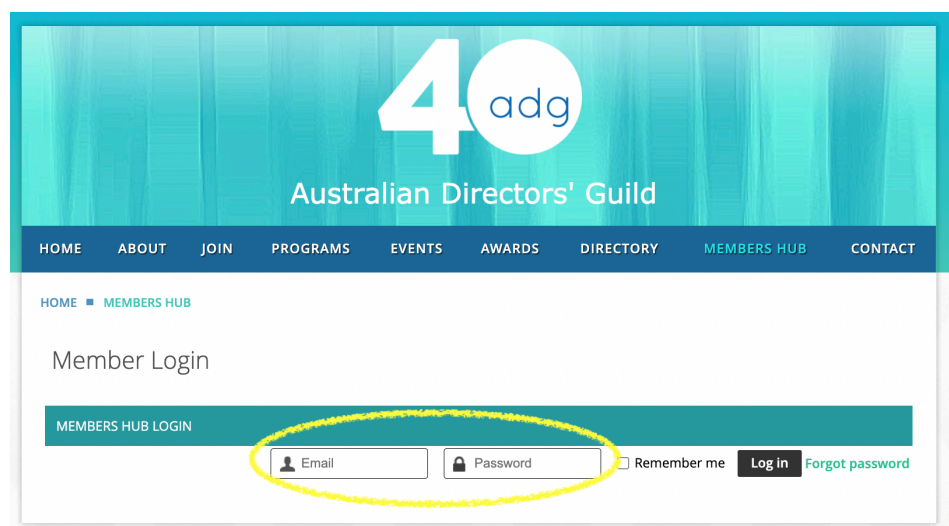 40 adg
Australian Directors' Guild
HOME ABOUT JOIN PROGRAMS EVENTS AWARDS DIRECTORY MEMBERS HUB CONTACT
HOME ■ MEMBERS HUB
Member Login
MEMBERS HUB LOGIN
Email Password Remember me Log in Forgot password